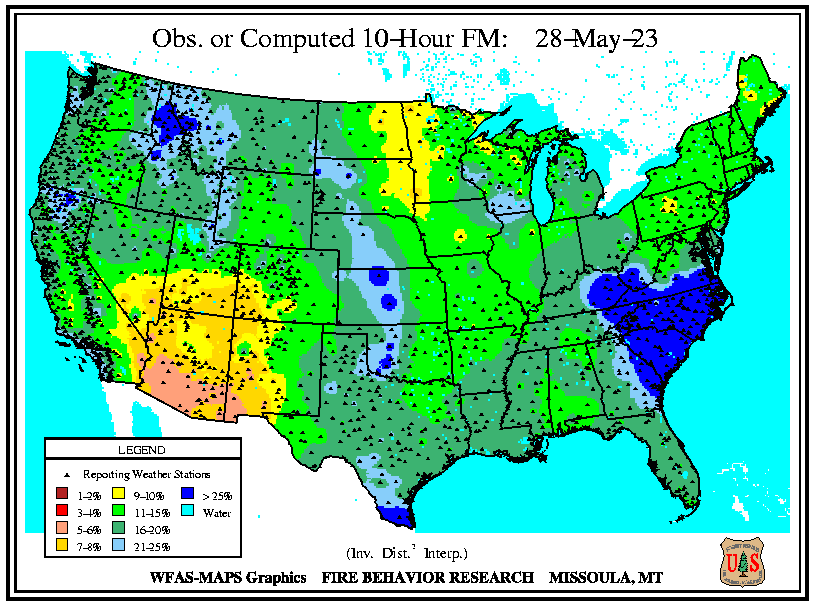 Obs. or Computed 10-Hour FM: 28-May-23
LEGEND
Reporting Weather Stations
1-2% 9-10% > 25%
3-4% 11-15% Water
5-6% 16-20%
7-8% 21-25%
(Inv. Dist.² Interp.)
WFAS-MAPS Graphics FIRE BEHAVIOR RESEARCH MISSOULA, MT
U S